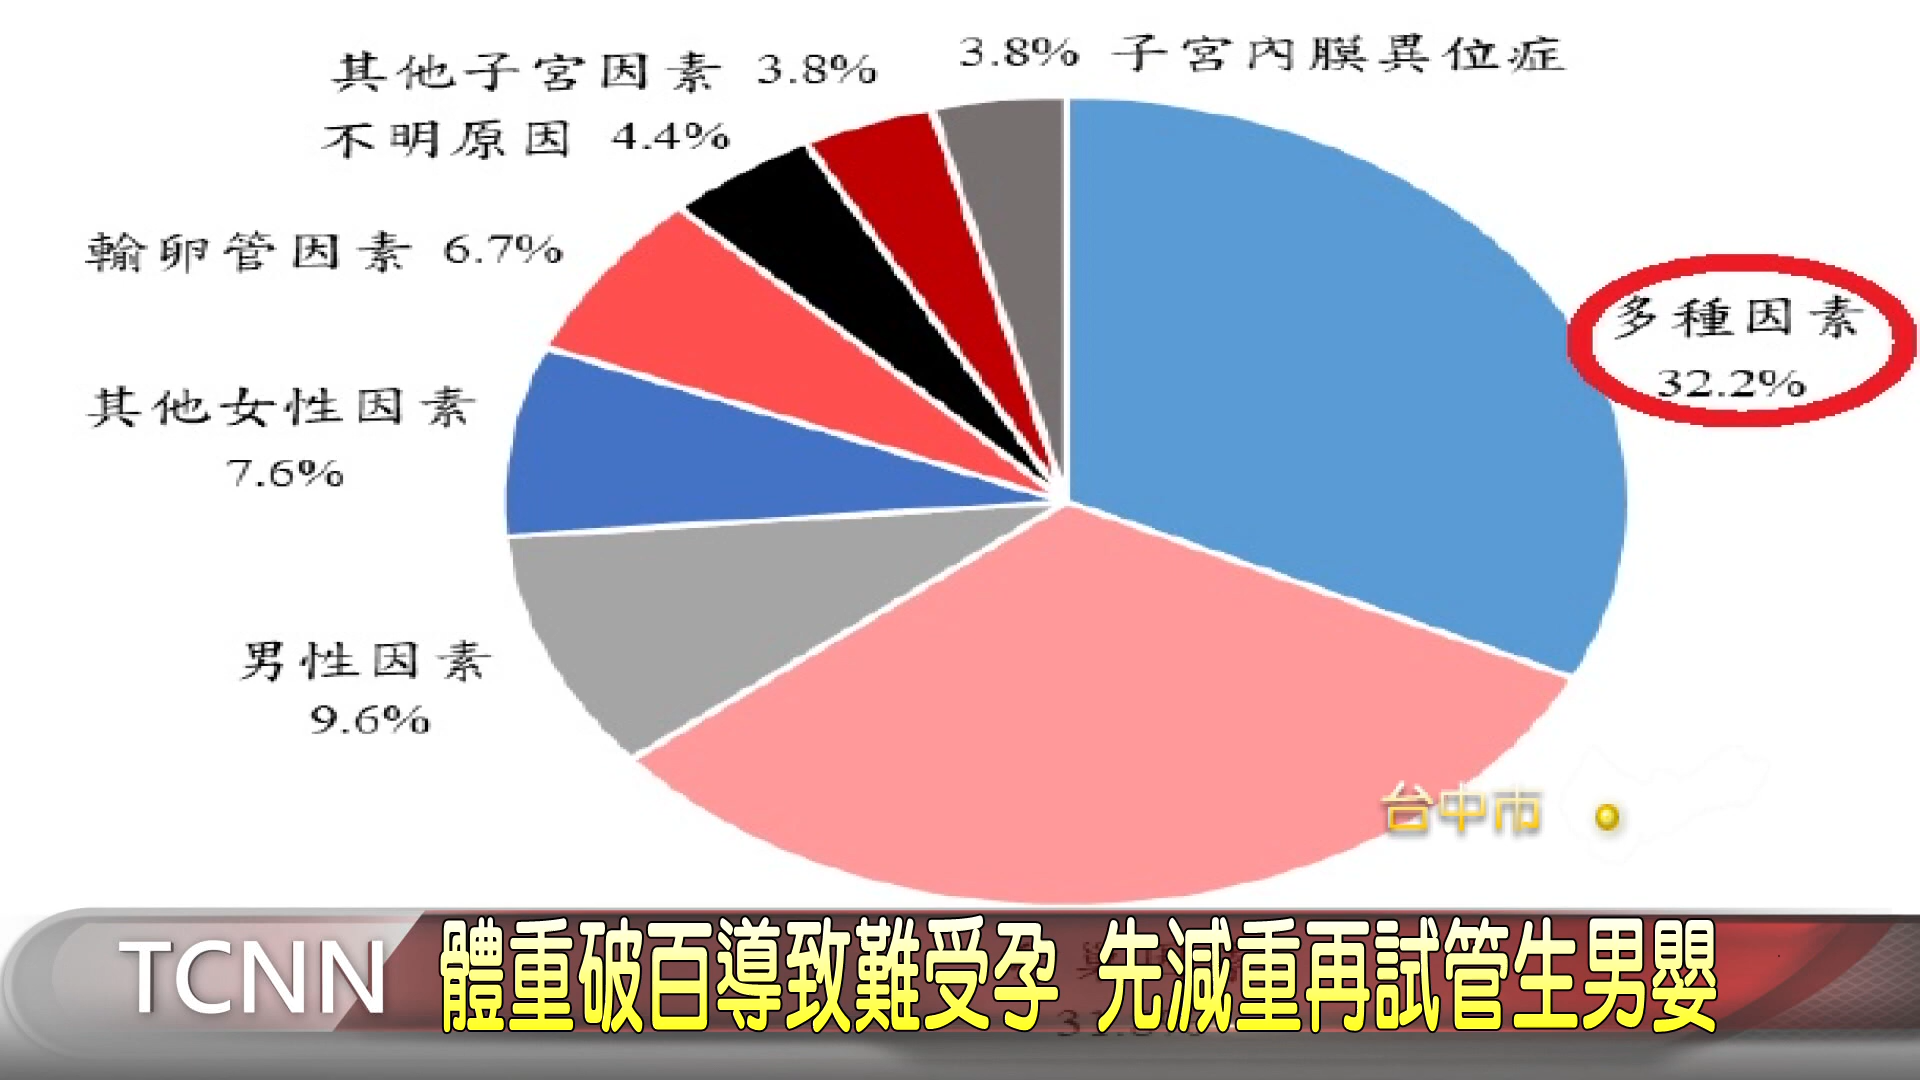 其他子宮因素 3.8%
3.8% 子宮內膜異位症
不明原因 4.4%
輸卵管因素 6.7%
多種因素
32.2%
其他女性因素
7.6%
男性因素
9.6%
台中市
TCNN 體重破百導致難受孕 先減重再試管生男嬰